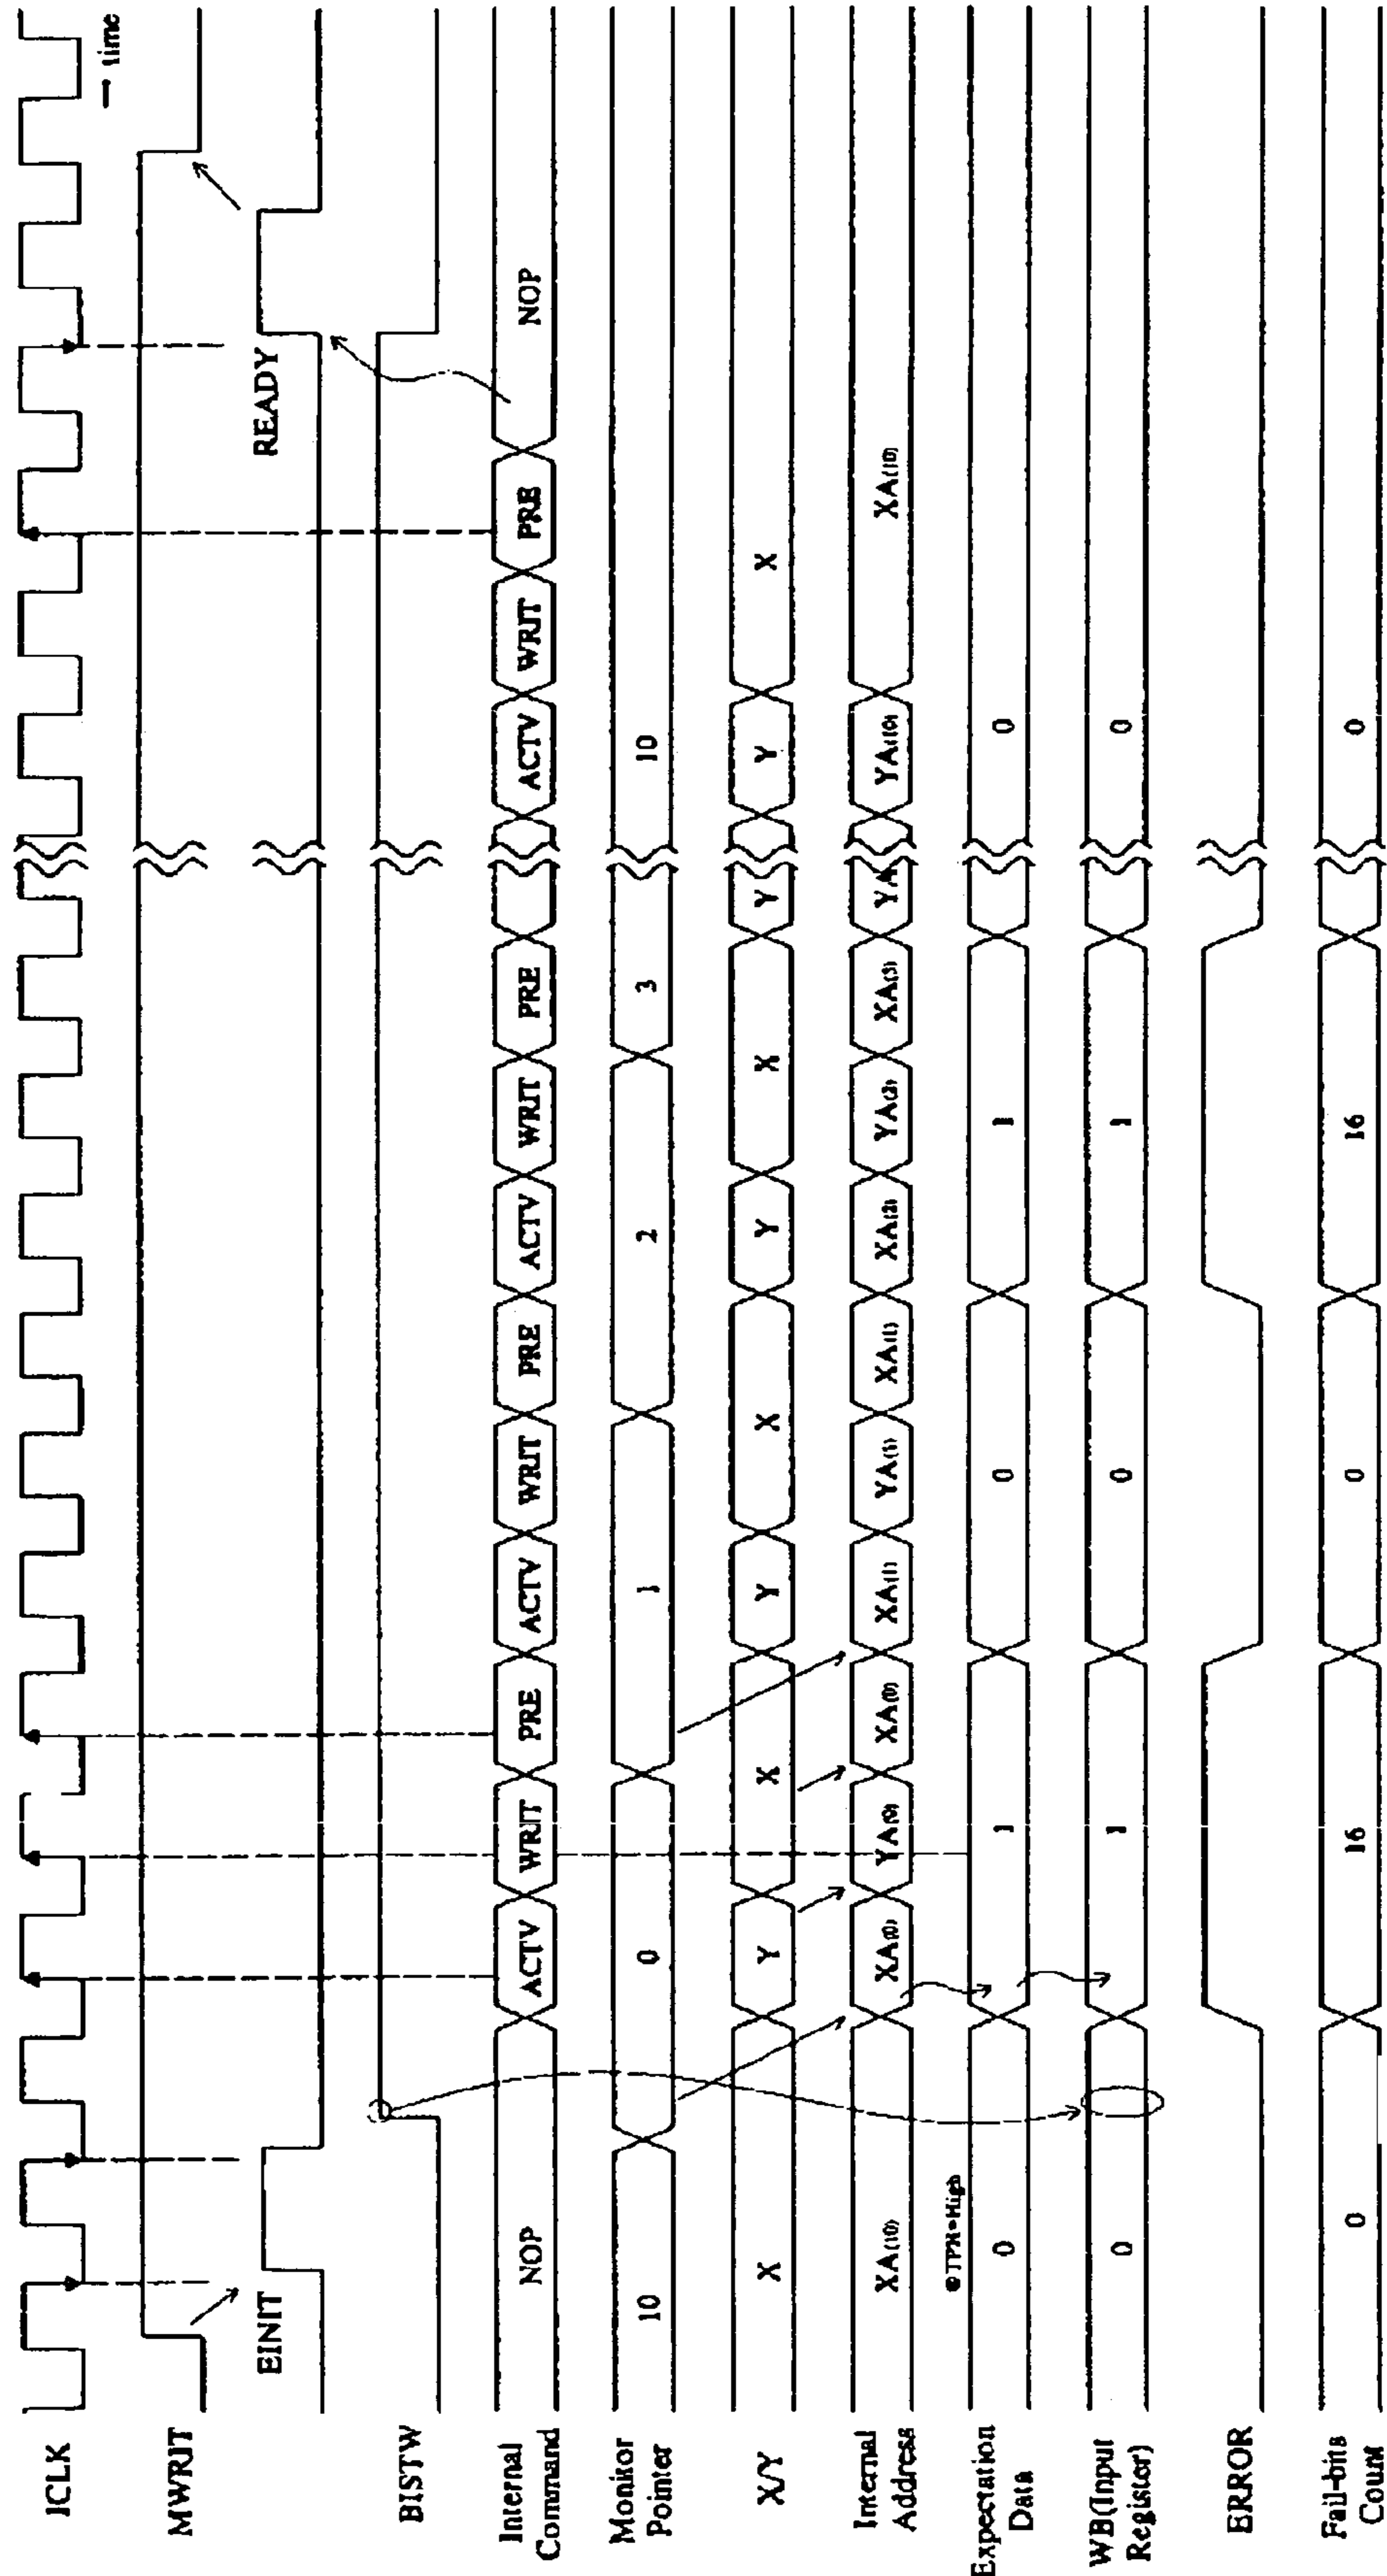 ICLK
→ time
MWRIT
EINIT READY
BISTW
Internal
Command
NOP ACTV WRIT PRE ACTV WRIT PRE ACTV WRIT PRE ACTV WRIT PRE NOP
Monitor
Pointer
10 0 1 2 3 10
X/Y
X Y X Y X Y X Y Y X
Internal
Address
XA(10) XA(0) YA(0) XA(0) XA(1) YA(1) XA(1) XA(2) YA(2) XA(3) YA YA(10) XA(10)
@TPH=High
Expectation
Data
0 1 0 1 0
WB(Input
Register)
0 1 0 1 0
ERROR
Fail-bits
Count
0 16 0 16 0